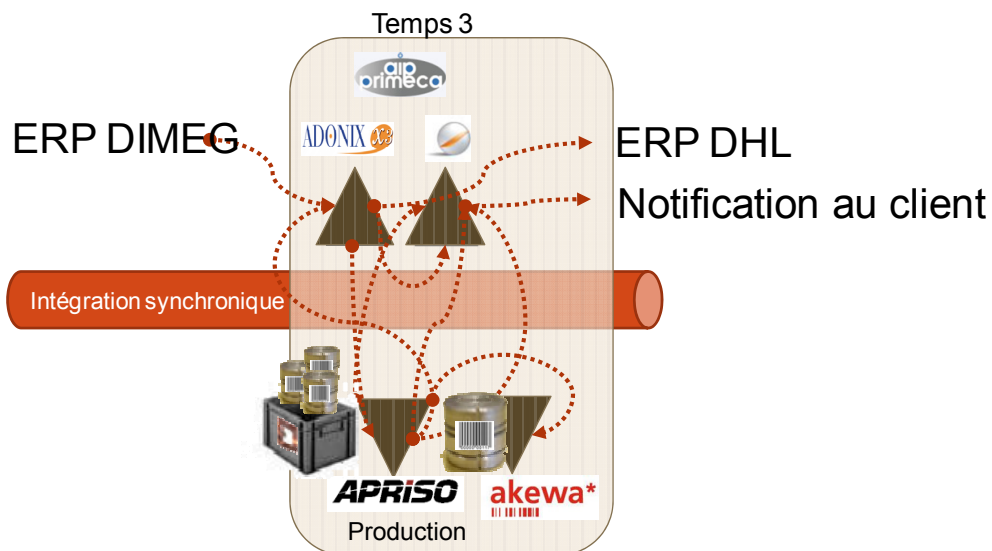 Temps 3
aip
primeca
ERP DIMEG
ADONIX X3
ERP DHL
Notification au client
Intégration synchronique
APRISO
akewa*
Production